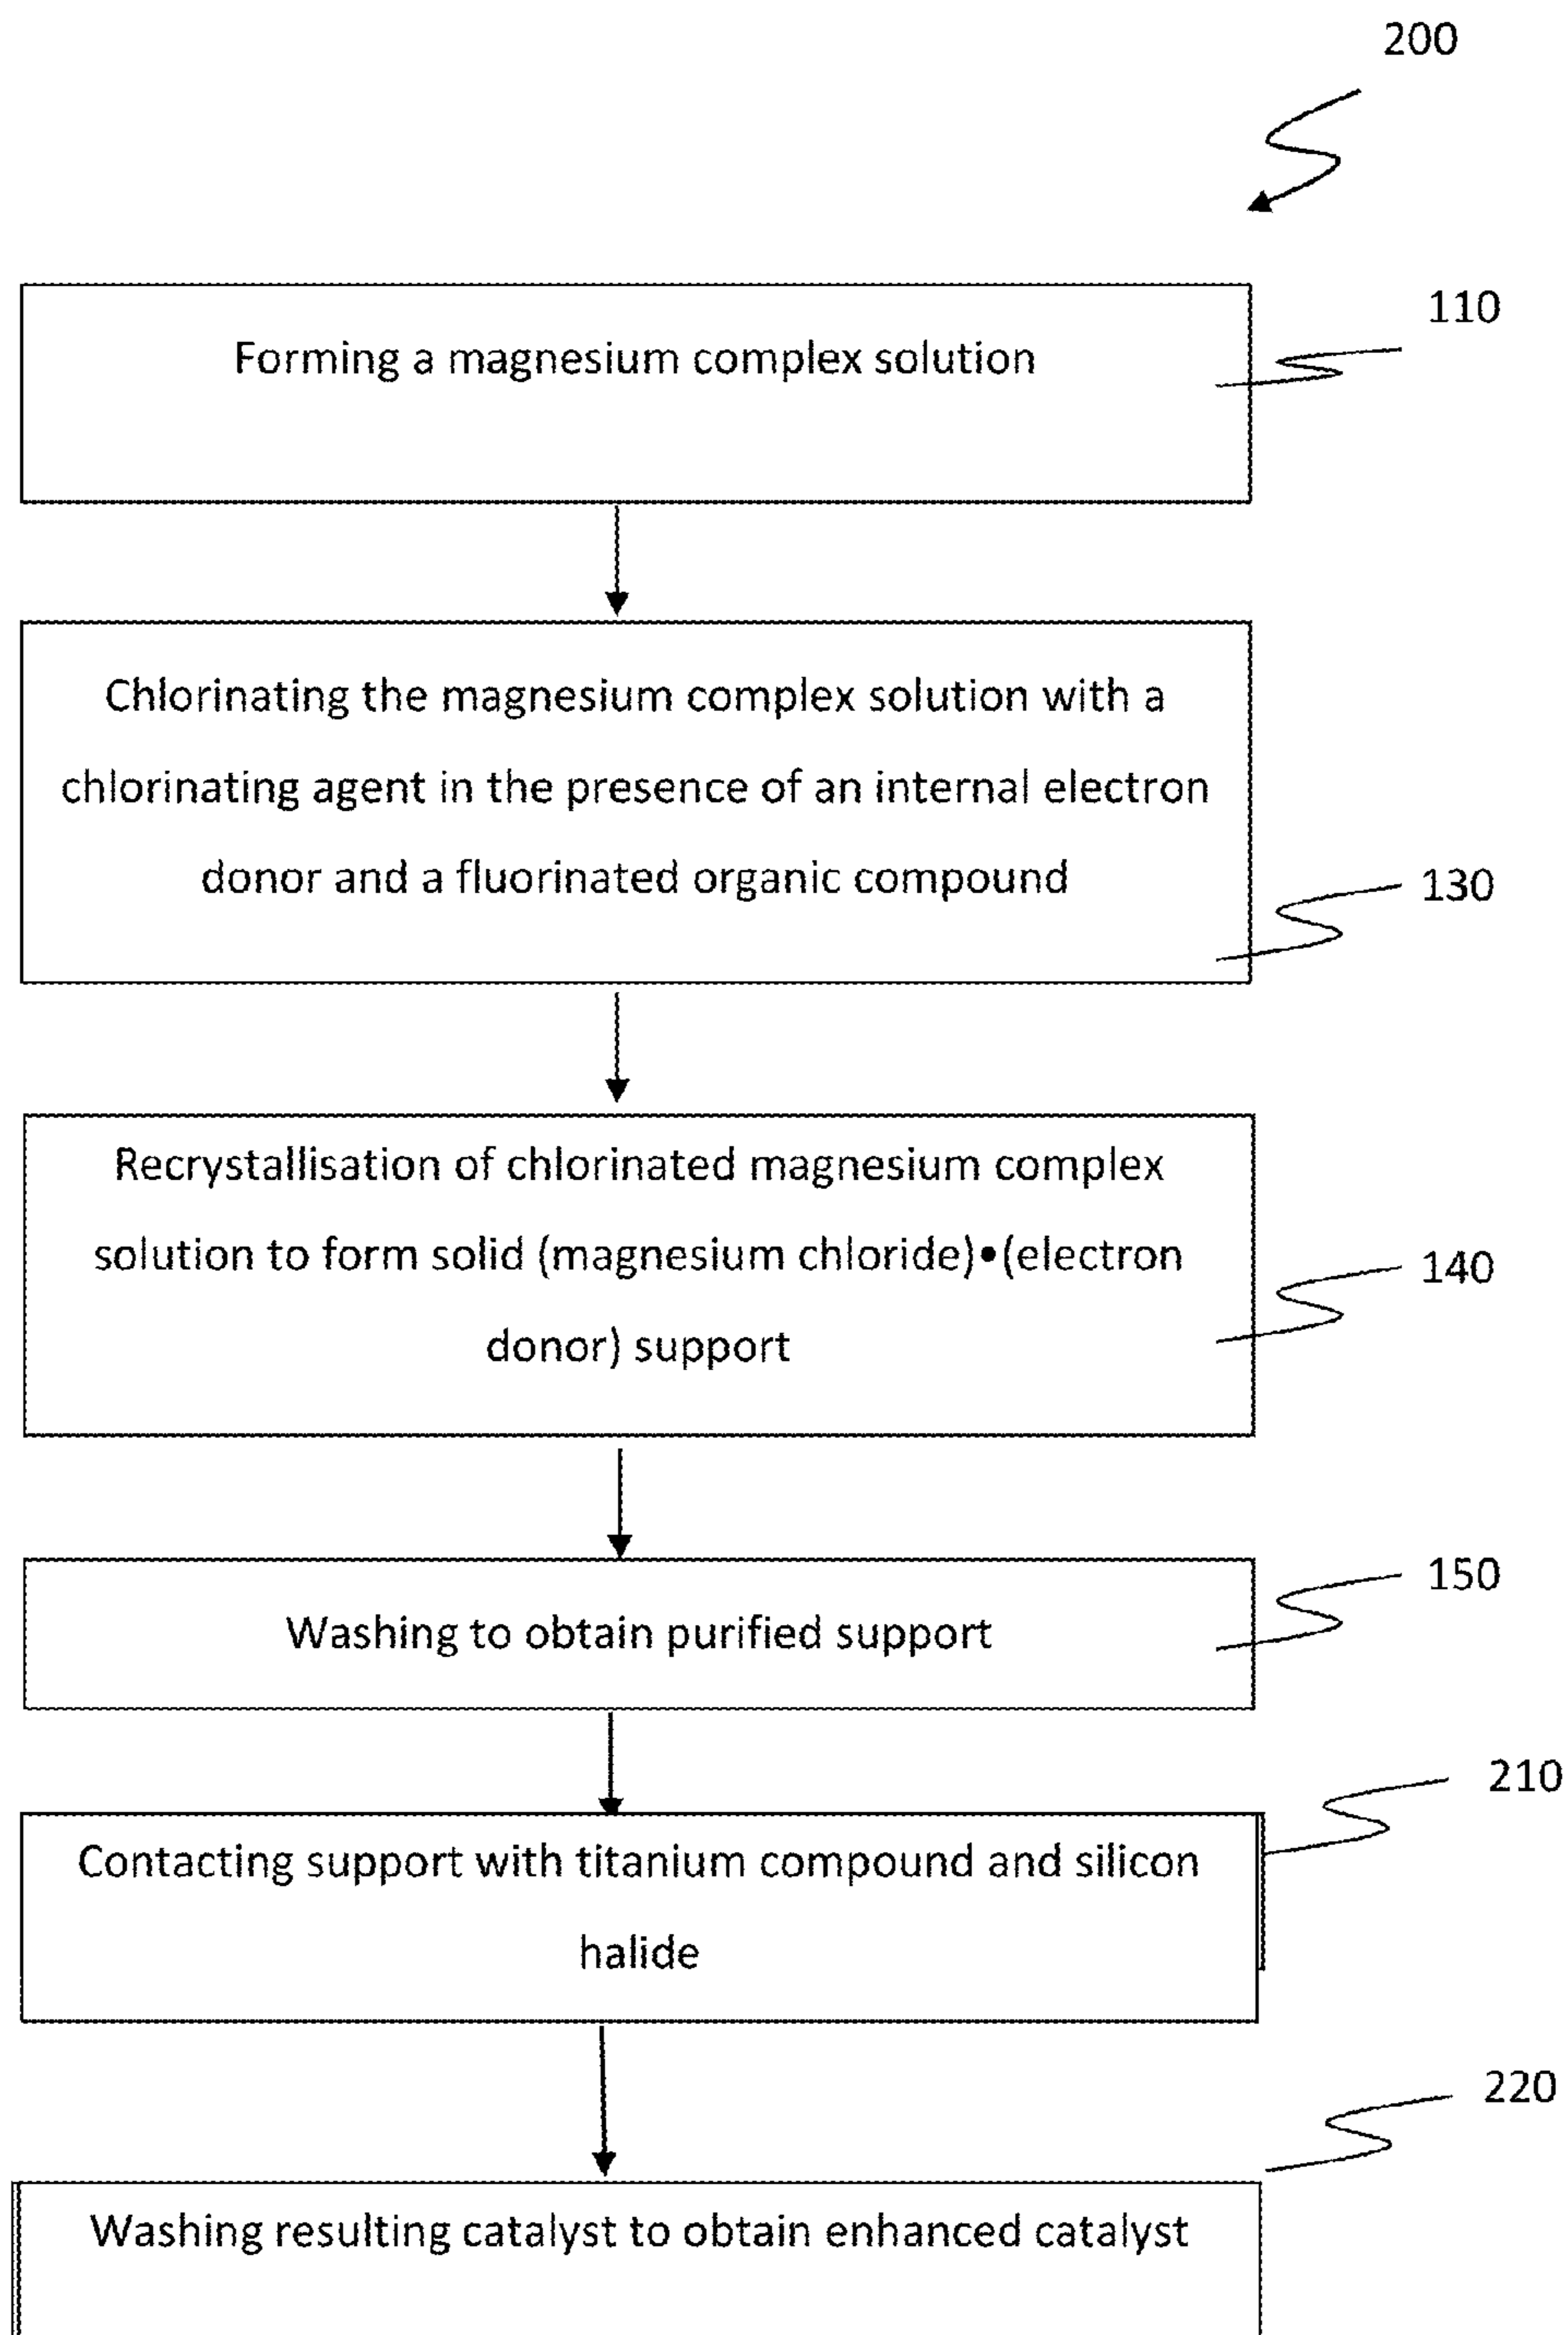 200
110
Forming a magnesium complex solution
Chlorinating the magnesium complex solution with a
chlorinating agent in the presence of an internal electron
donor and a fluorinated organic compound
130
Recrystallisation of chlorinated magnesium complex
solution to form solid (magnesium chloride)•(electron
140
donor) support
150
Washing to obtain purified support
210
Contacting support with titanium compound and silicon
halide
220
Washing resulting catalyst to obtain enhanced catalyst